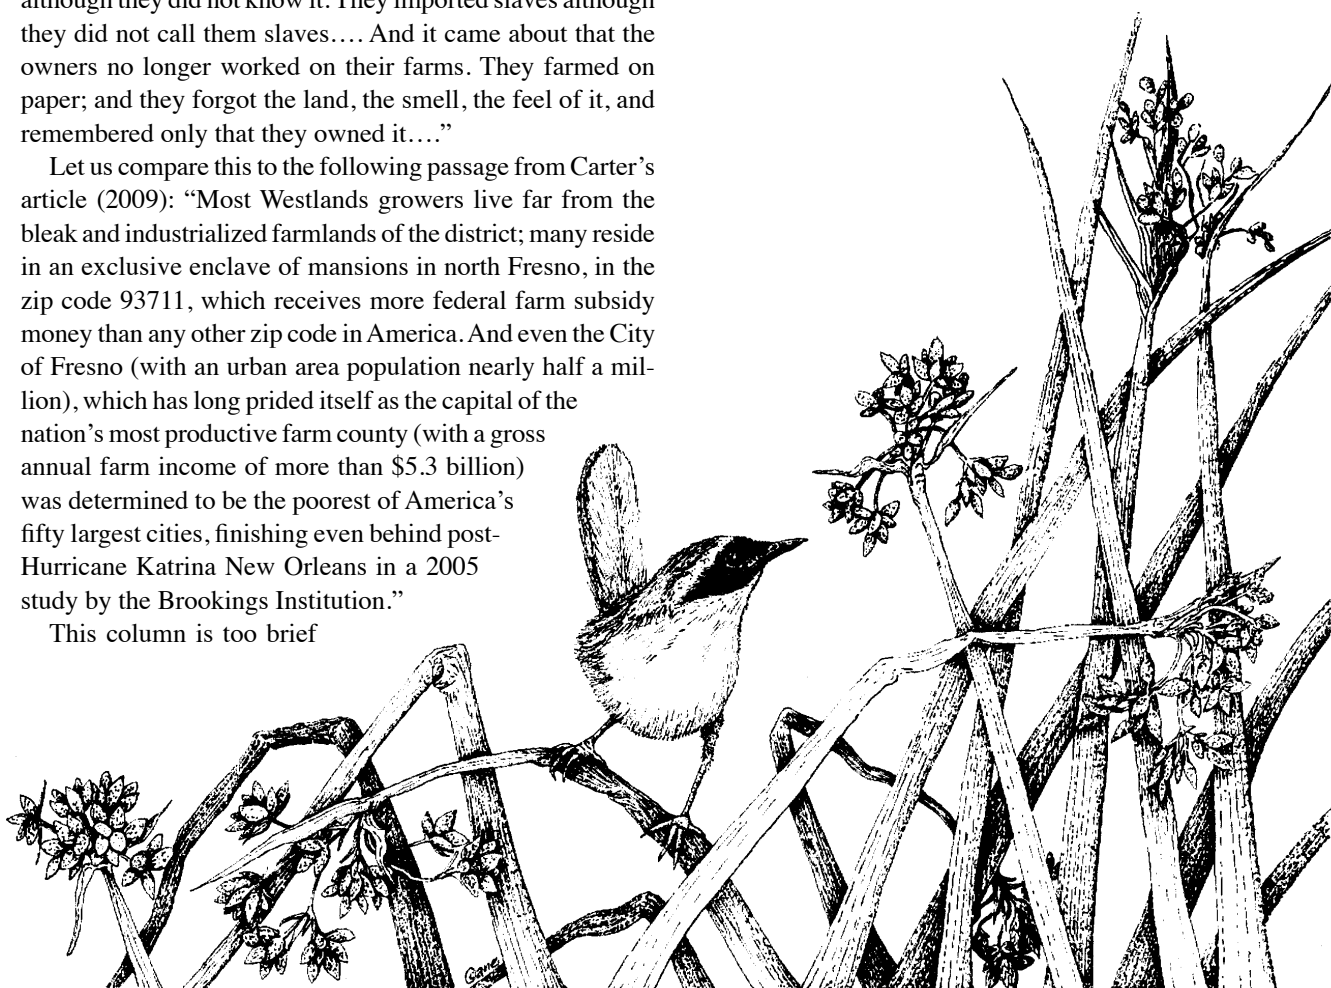 although they did not know it. They imported slaves although
they did not call them slaves…. And it came about that the
owners no longer worked on their farms. They farmed on
paper; and they forgot the land, the smell, the feel of it, and
remembered only that they owned it….”
Let us compare this to the following passage from Carter’s
article (2009): “Most Westlands growers live far from the
bleak and industrialized farmlands of the district; many reside
in an exclusive enclave of mansions in north Fresno, in the
zip code 93711, which receives more federal farm subsidy
money than any other zip code in America. And even the City
of Fresno (with an urban area population nearly half a mil-
lion), which has long prided itself as the capital of the
nation’s most productive farm county (with a gross
annual farm income of more than $5.3 billion)
was determined to be the poorest of America’s
fifty largest cities, finishing even behind post-
Hurricane Katrina New Orleans in a 2005
study by the Brookings Institution.”
This column is too brief